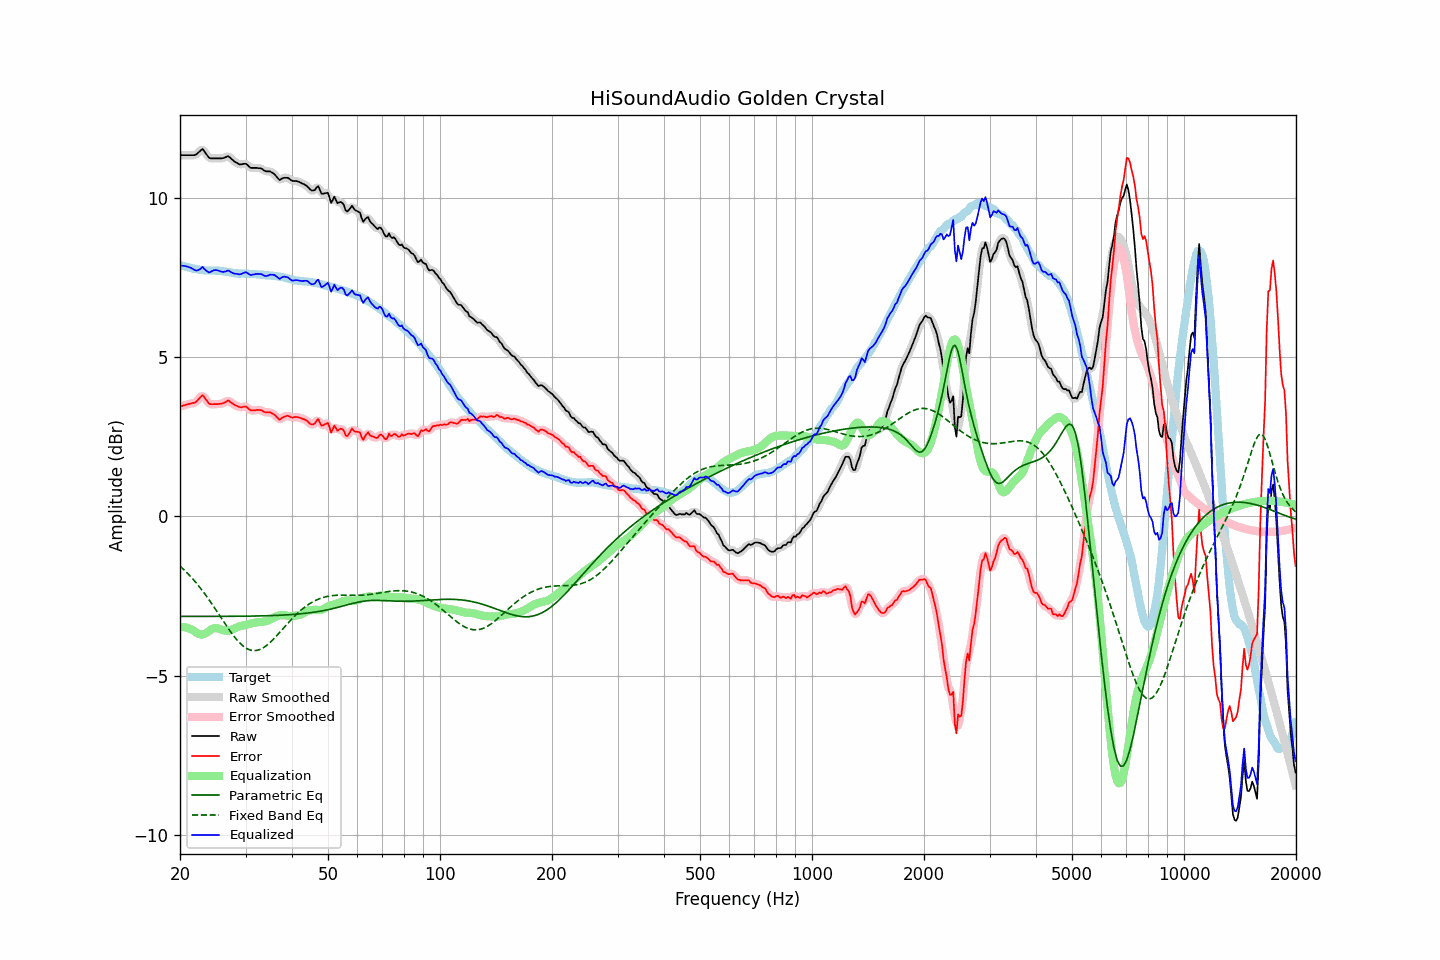 HiSoundAudio Golden Crystal
10
5
0
−5
−10
Amplitude (dBr)
Target
Raw Smoothed
Error Smoothed
Raw
Error
Equalization
Parametric Eq
Fixed Band Eq
Equalized
20 50 100 200 500 1000 2000 5000 10000 20000
Frequency (Hz)